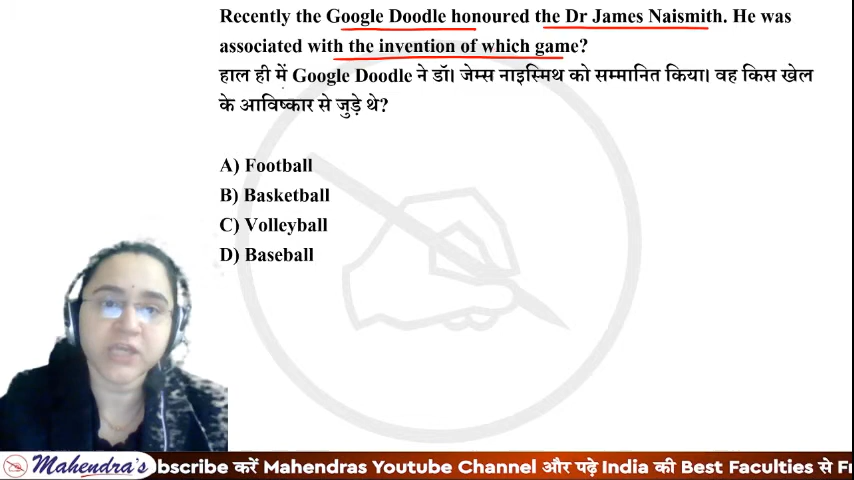 Recently the Google Doodle honoured the Dr James Naismith. He was
associated with the invention of which game?
हाल ही में Google Doodle ने डॉ। जेम्स नाइस्मिथ को सम्मानित किया। वह किस खेल
के आविष्कार से जुड़े थे?
A) Football
B) Basketball
C) Volleyball
D) Baseball
Mahendra's bscribe करें Mahendras Youtube Channel और पढ़े India की Best Faculties से F